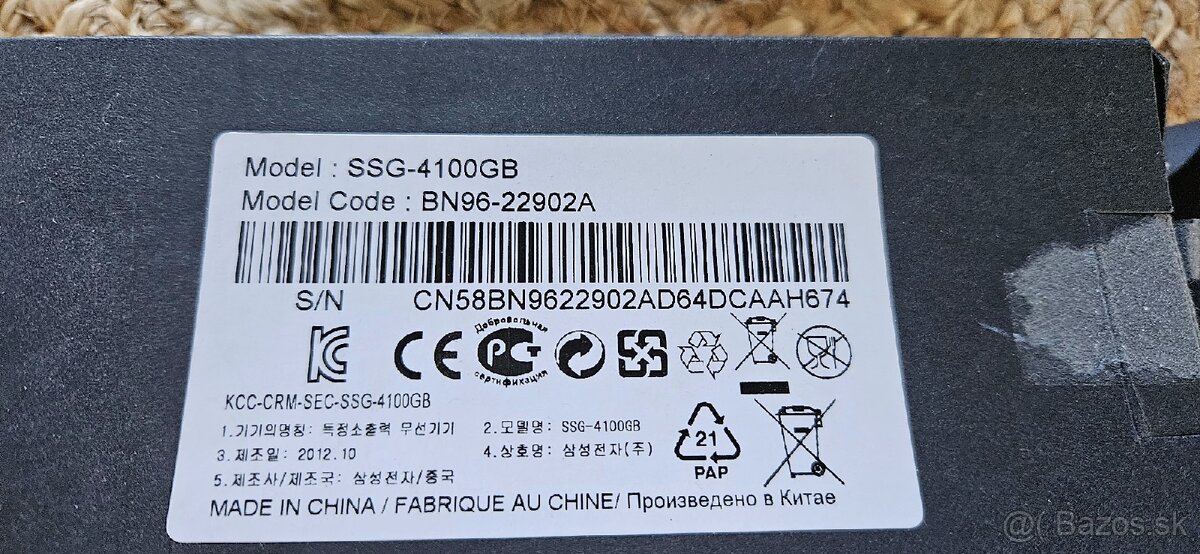 Model : SSG-4100GB
Model Code : BN96-22902A
S/N CN58BN9622902AD64DCAAH674
Добровольная
сертификация
KCC-CRM-SEC-SSG-4100GB
1.기기의명칭: 특정소출력 무선기기 2.모델명: SSG-4100GB
3.제조일: 2012.10 4.상호명: 삼성전자(주)
5.제조사/제조국: 삼성전자/중국
21
PAP
MADE IN CHINA / FABRIQUE AU CHINE/ Произведено в Китае
@( Bazos.sk